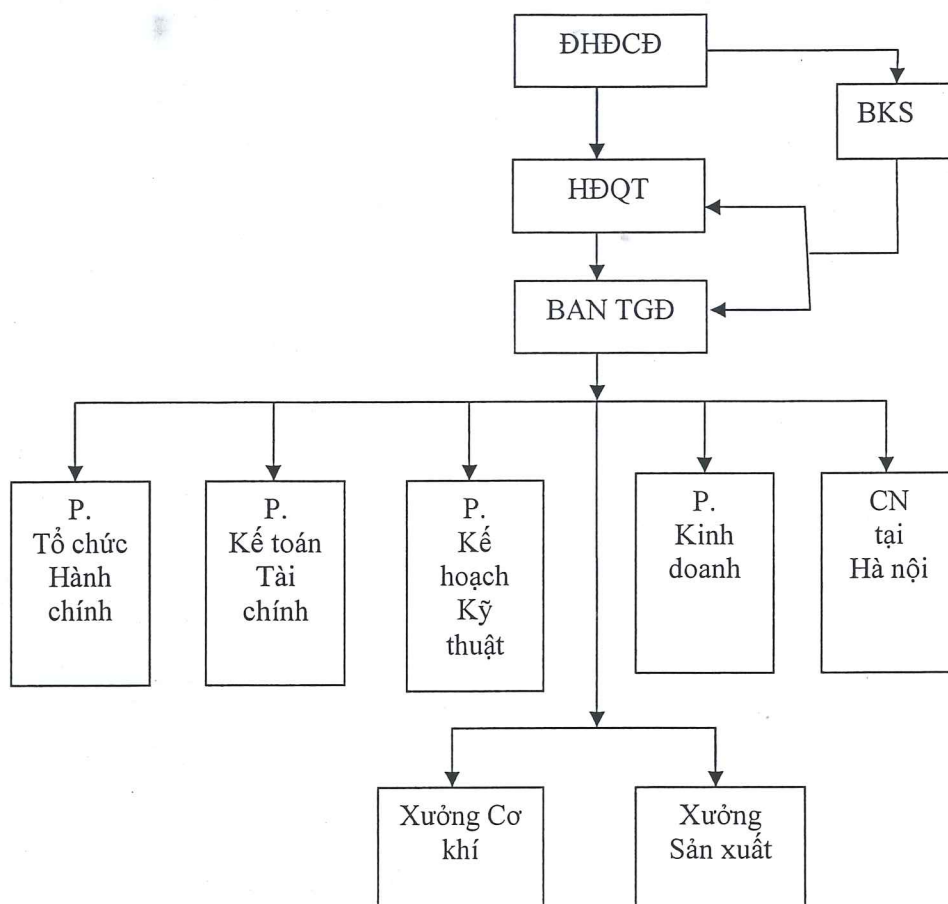 ĐHĐCĐ
BKS
HĐQT
BAN TGĐ
P.
Tổ chức
Hành
chính
P.
Kế toán
Tài
chính
P.
Kế
hoạch
Kỹ
thuật
P.
Kinh
doanh
CN
tại
Hà nội
Xưởng Cơ
khí
Xưởng
Sản xuất